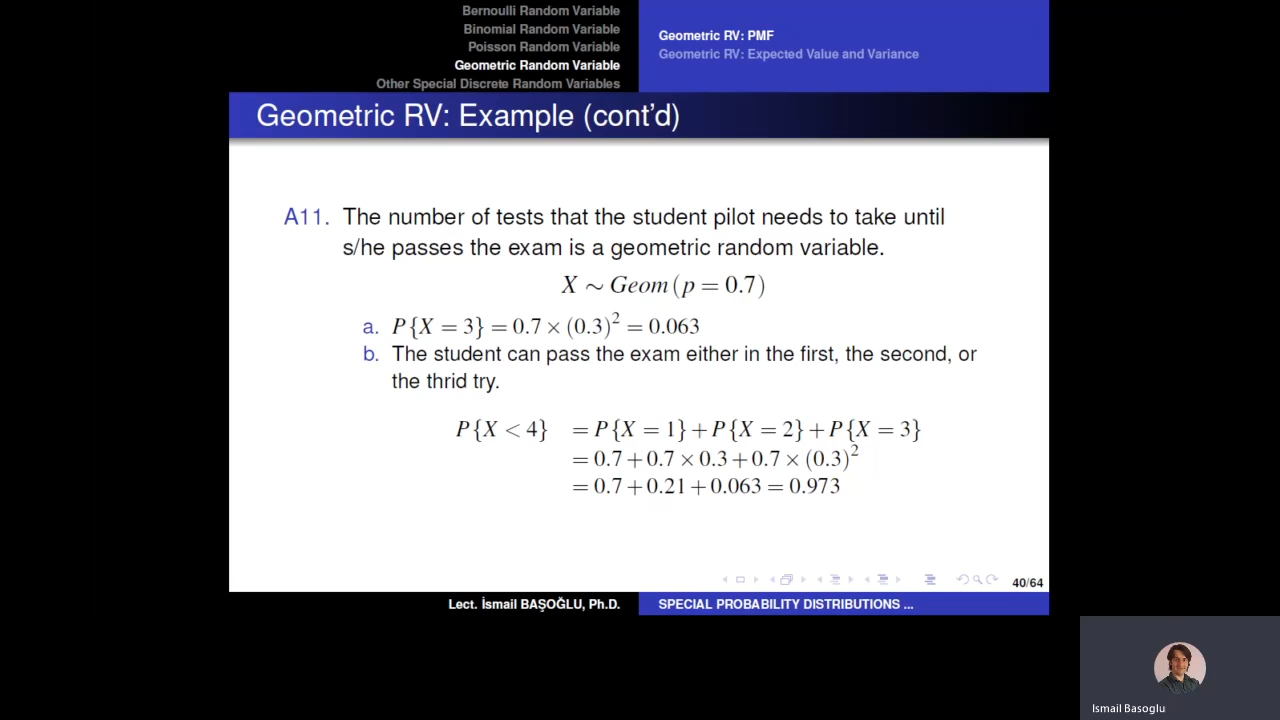 Bernoulli Random Variable
Binomial Random Variable
Poisson Random Variable
Geometric Random Variable
Other Special Discrete Random Variables
Geometric RV: PMF
Geometric RV: Expected Value and Variance
Geometric RV: Example (cont'd)
A11. The number of tests that the student pilot needs to take until
s/he passes the exam is a geometric random variable.
X ∼ Geom(p = 0.7)
a. P{X = 3} = 0.7 × (0.3)² = 0.063
b. The student can pass the exam either in the first, the second, or
the thrid try.
P{X < 4} = P{X = 1} + P{X = 2} + P{X = 3}
= 0.7 + 0.7 × 0.3 + 0.7 × (0.3)²
= 0.7 + 0.21 + 0.063 = 0.973
40/64
Lect. İsmail BAŞOĞLU, Ph.D.
SPECIAL PROBABILITY DISTRIBUTIONS ...
Ismail Basoglu